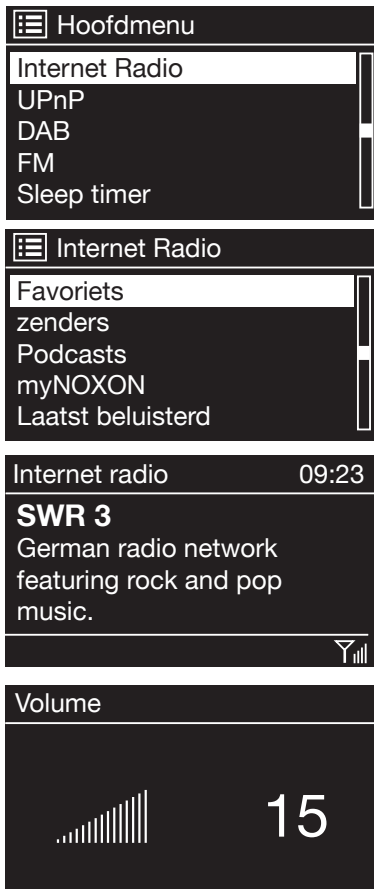 Hoofdmenu
Internet Radio
UPnP
DAB
FM
Sleep timer
Internet Radio
Favoriets
zenders
Podcasts
myNOXON
Laatst beluisterd
Internet radio 09:23
SWR 3
German radio network
featuring rock and pop
music.
Volume
15